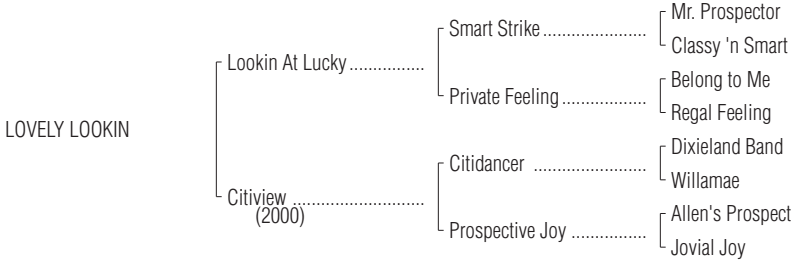 Mr. Prospector
Smart Strike......................
Classy 'n Smart
Lookin At Lucky................
Belong to Me
Private Feeling..................
Regal Feeling
LOVELY LOOKIN
Dixieland Band
Citidancer ........................
Willamae
Citiview ............................
(2000)
Allen's Prospect
Prospective Joy ................
Jovial Joy